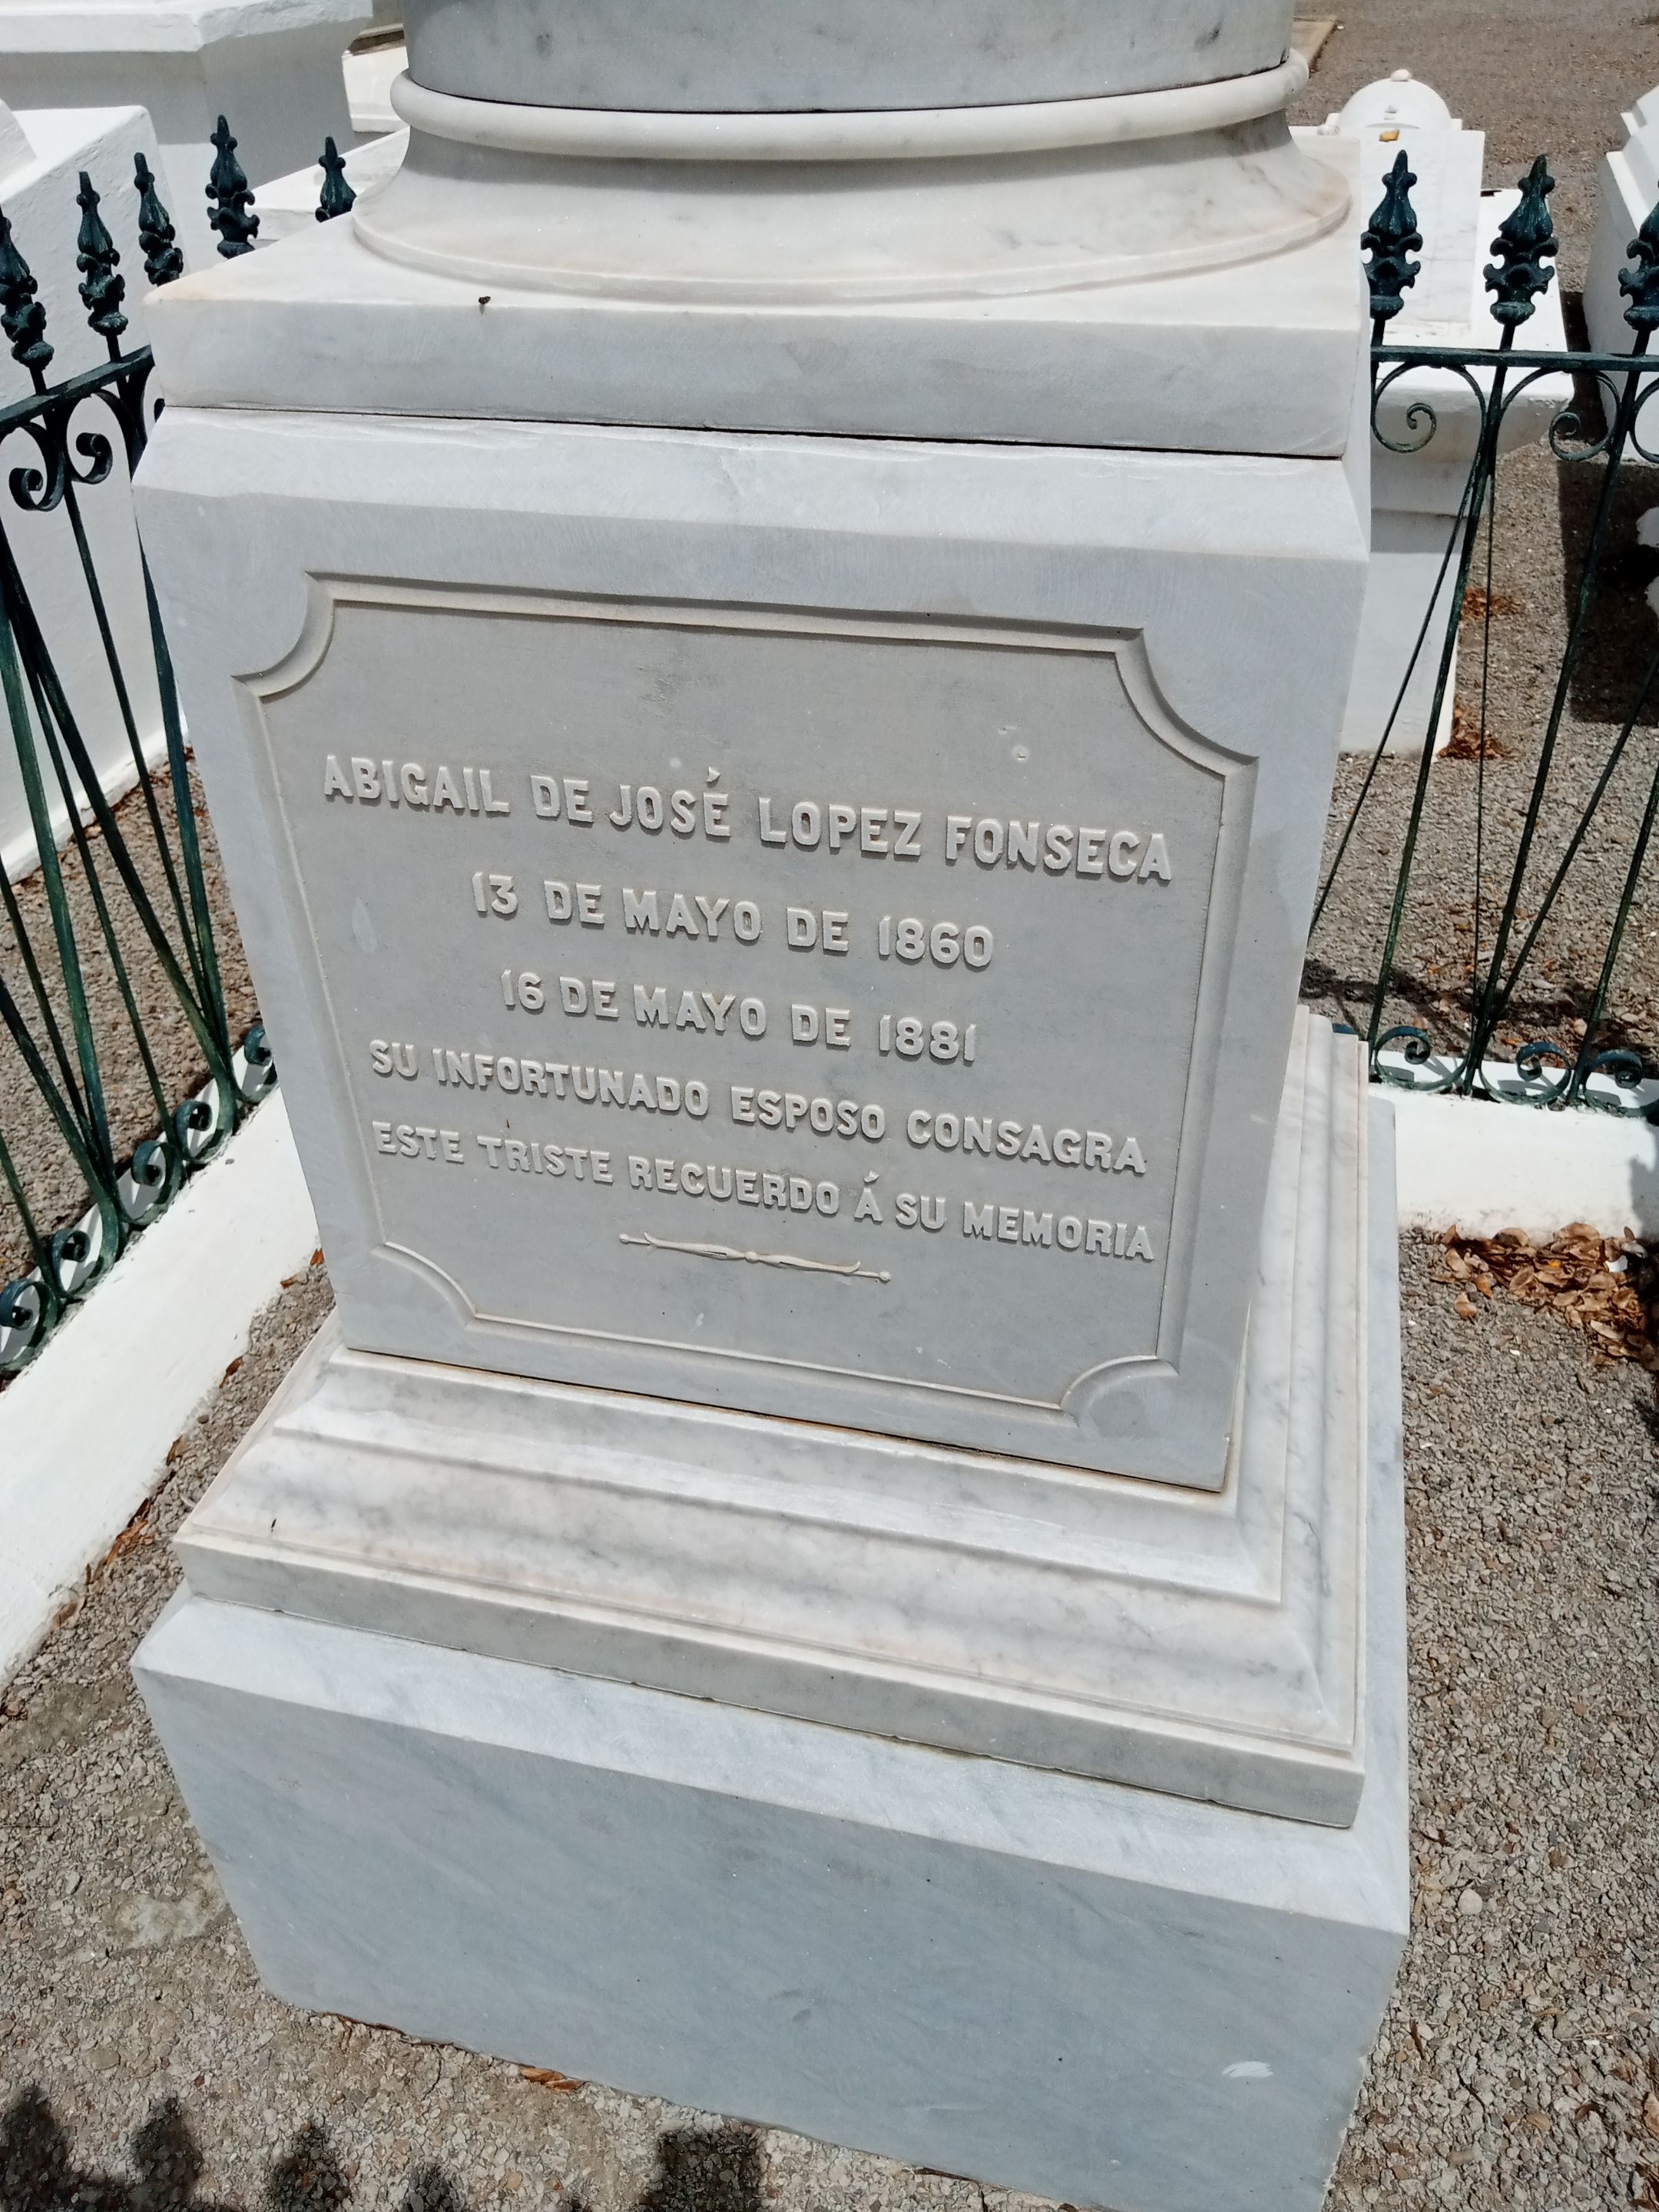 ABIGAIL DE JOSÉ LOPEZ FONSECA
13 DE MAYO DE 1860
16 DE MAYO DE 1881
SU INFORTUNADO ESPOSO CONSAGRA
ESTE TRISTE RECUERDO Á SU MEMORIA